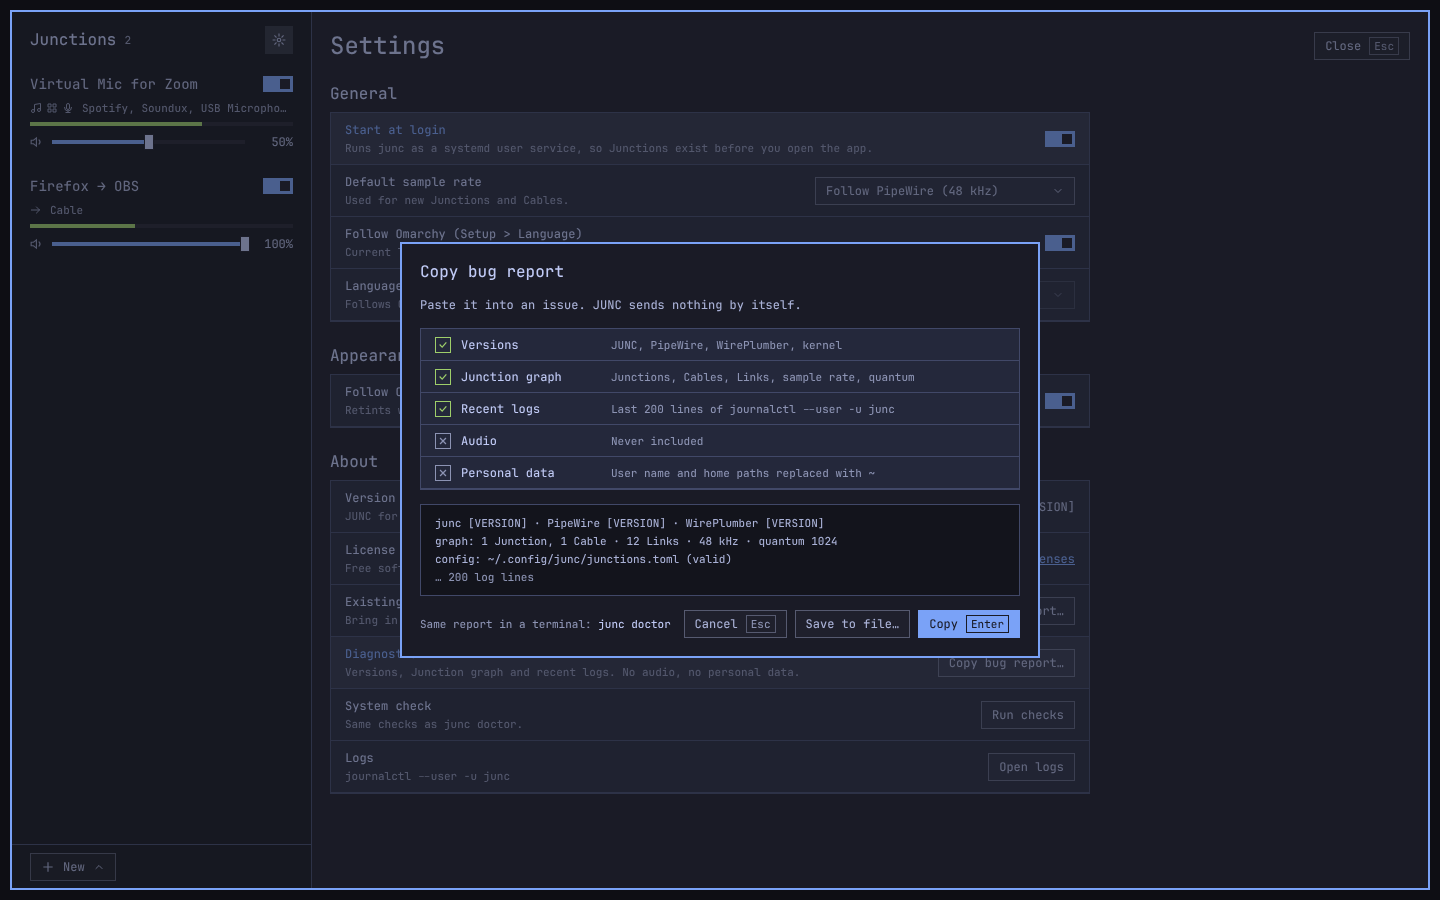 Junctions 2
Virtual Mic for Zoom
Spotify, Soundux, USB Micropho…
50%
Firefox → OBS
Cable
100%
New
Settings
Close Esc
General
Start at login
Runs junc as a systemd user service, so Junctions exist before you open the app.
Default sample rate
Used for new Junctions and Cables.
Follow PipeWire (48 kHz)
Follow Omarchy (Setup > Language)
Current
Language
Follows
Appearan
Follow O
Retints
About
Version
JUNC for
SION]
License
Free soft
enses
Existing
Bring in
rt…
Diagnost
Versions, Junction graph and recent logs. No audio, no personal data.
Copy bug report…
System check
Same checks as junc doctor.
Run checks
Logs
journalctl --user -u junc
Open logs
Copy bug report
Paste it into an issue. JUNC sends nothing by itself.
Versions JUNC, PipeWire, WirePlumber, kernel
Junction graph Junctions, Cables, Links, sample rate, quantum
Recent logs Last 200 lines of journalctl --user -u junc
Audio Never included
Personal data User name and home paths replaced with ~
junc [VERSION] · PipeWire [VERSION] · WirePlumber [VERSION]
graph: 1 Junction, 1 Cable · 12 Links · 48 kHz · quantum 1024
config: ~/.config/junc/junctions.toml (valid)
… 200 log lines
Same report in a terminal: junc doctor
Cancel Esc
Save to file…
Copy Enter